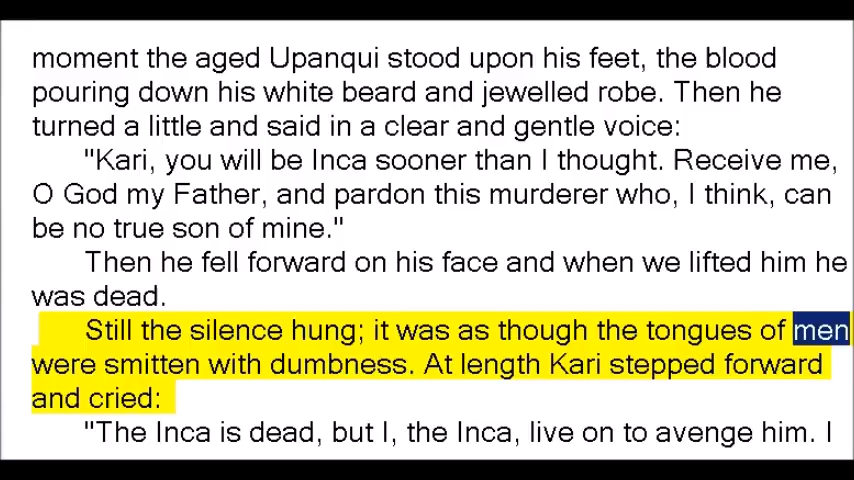 moment the aged Upanqui stood upon his feet, the blood
pouring down his white beard and jewelled robe. Then he
turned a little and said in a clear and gentle voice:
"Kari, you will be Inca sooner than I thought. Receive me,
O God my Father, and pardon this murderer who, I think, can
be no true son of mine."
Then he fell forward on his face and when we lifted him he
was dead.
Still the silence hung; it was as though the tongues of men
were smitten with dumbness. At length Kari stepped forward
and cried:
"The Inca is dead, but I, the Inca, live on to avenge him. I